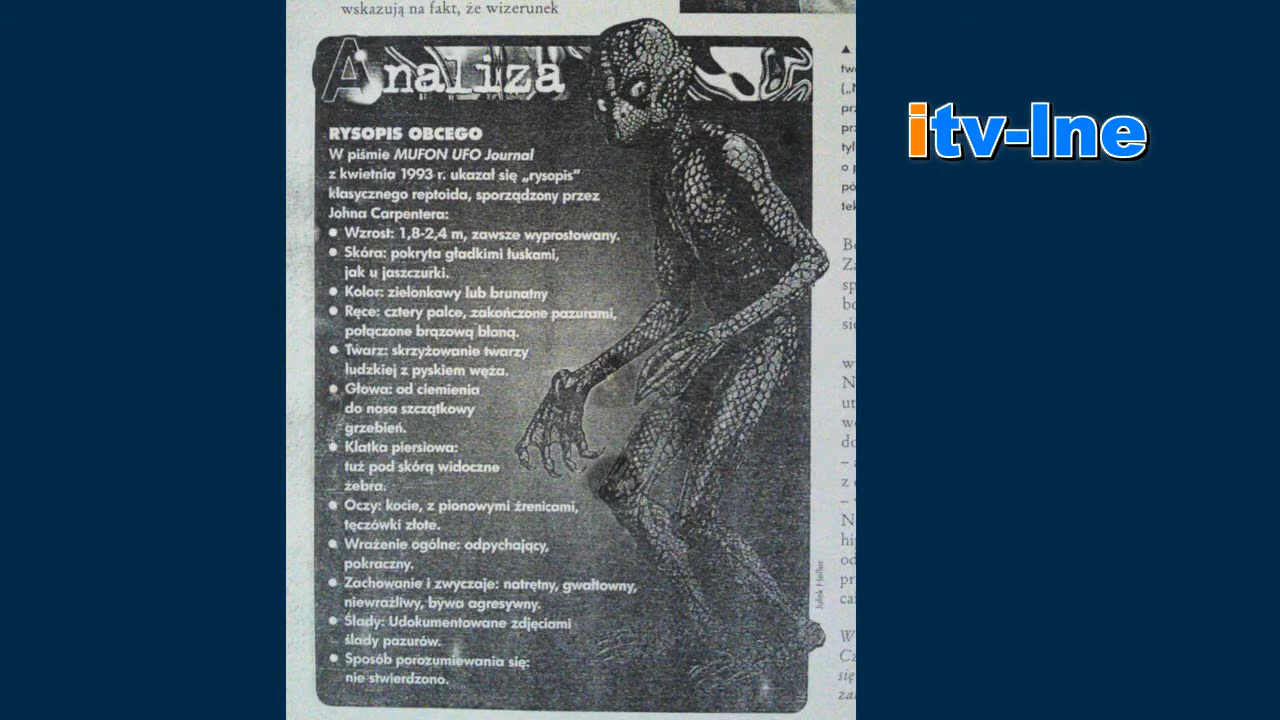 wskazują na fakt, że wizerunek
Analiza
RYSOPIS OBCEGO
W piśmie MUFON UFO Journal
z kwietnia 1993 r. ukazał się „rysopis”
klasycznego reptoida, sporządzony przez
Johna Carpentera:
● Wzrost: 1,8-2,4 m, zawsze wyprostowany.
● Skóra: pokryta gładkimi łuskami,
jak u jaszczurki.
● Kolor: zielonkawy lub brunatny
● Ręce: cztery palce, zakończone pazurami,
połączone brązową błoną.
● Twarz: skrzyżowanie twarzy
ludzkiej z pyskiem węża.
● Głowa: od ciemienia
do nosa szczątkowy
grzebień.
● Klatka piersiowa:
tuż pod skórą widoczne
żebra.
● Oczy: kocie, z pionowymi źrenicami,
tęczówki złote.
● Wrażenie ogólne: odpychający,
pokraczny.
● Zachowanie i zwyczaje: natrętny, gwałtowny,
niewrażliwy, bywa agresywny.
● Ślady: Udokumentowane zdjęciami
ślady pazurów.
● Sposób porozumiewania się:
nie stwierdzono.
Julek Heller
itv-lne